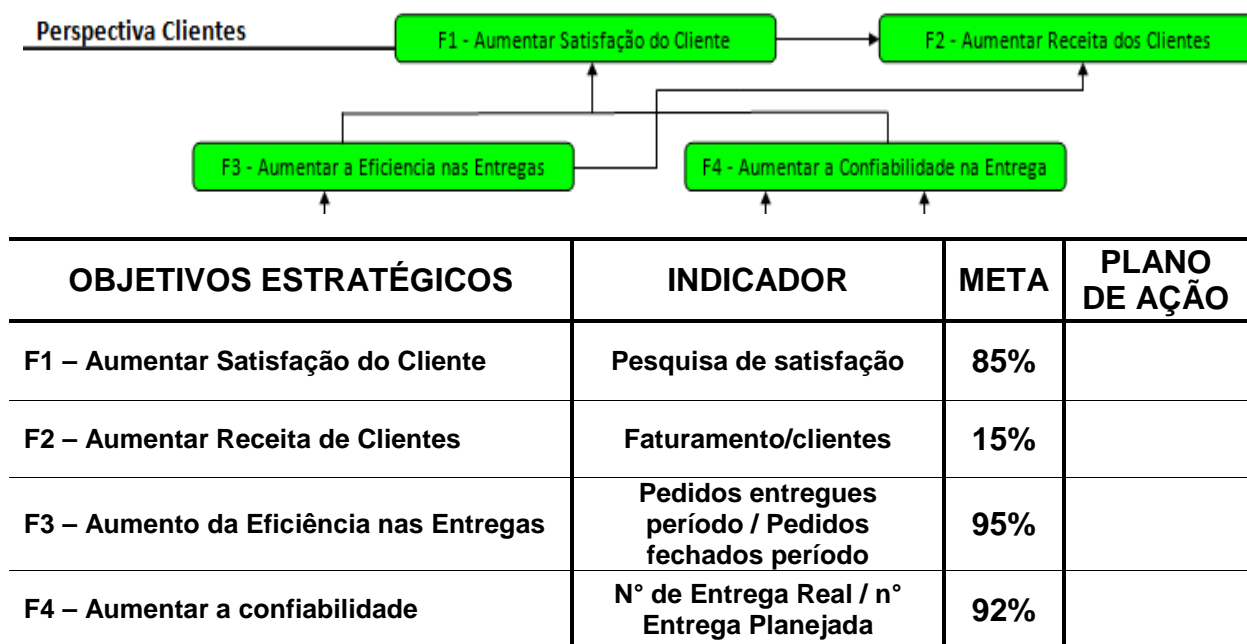 Perspectiva Clientes
F1 - Aumentar Satisfação do Cliente
F2 - Aumentar Receita dos Clientes
F3 - Aumentar a Eficiencia nas Entregas
F4 - Aumentar a Confiabilidade na Entrega
OBJETIVOS ESTRATÉGICOS
INDICADOR
META
PLANO
DE AÇÃO
F1 – Aumentar Satisfação do Cliente
Pesquisa de satisfação
85%
F2 – Aumentar Receita de Clientes
Faturamento/clientes
15%
F3 – Aumento da Eficiência nas Entregas
Pedidos entregues
período / Pedidos
fechados período
95%
F4 – Aumentar a confiabilidade
N° de Entrega Real / n°
Entrega Planejada
92%